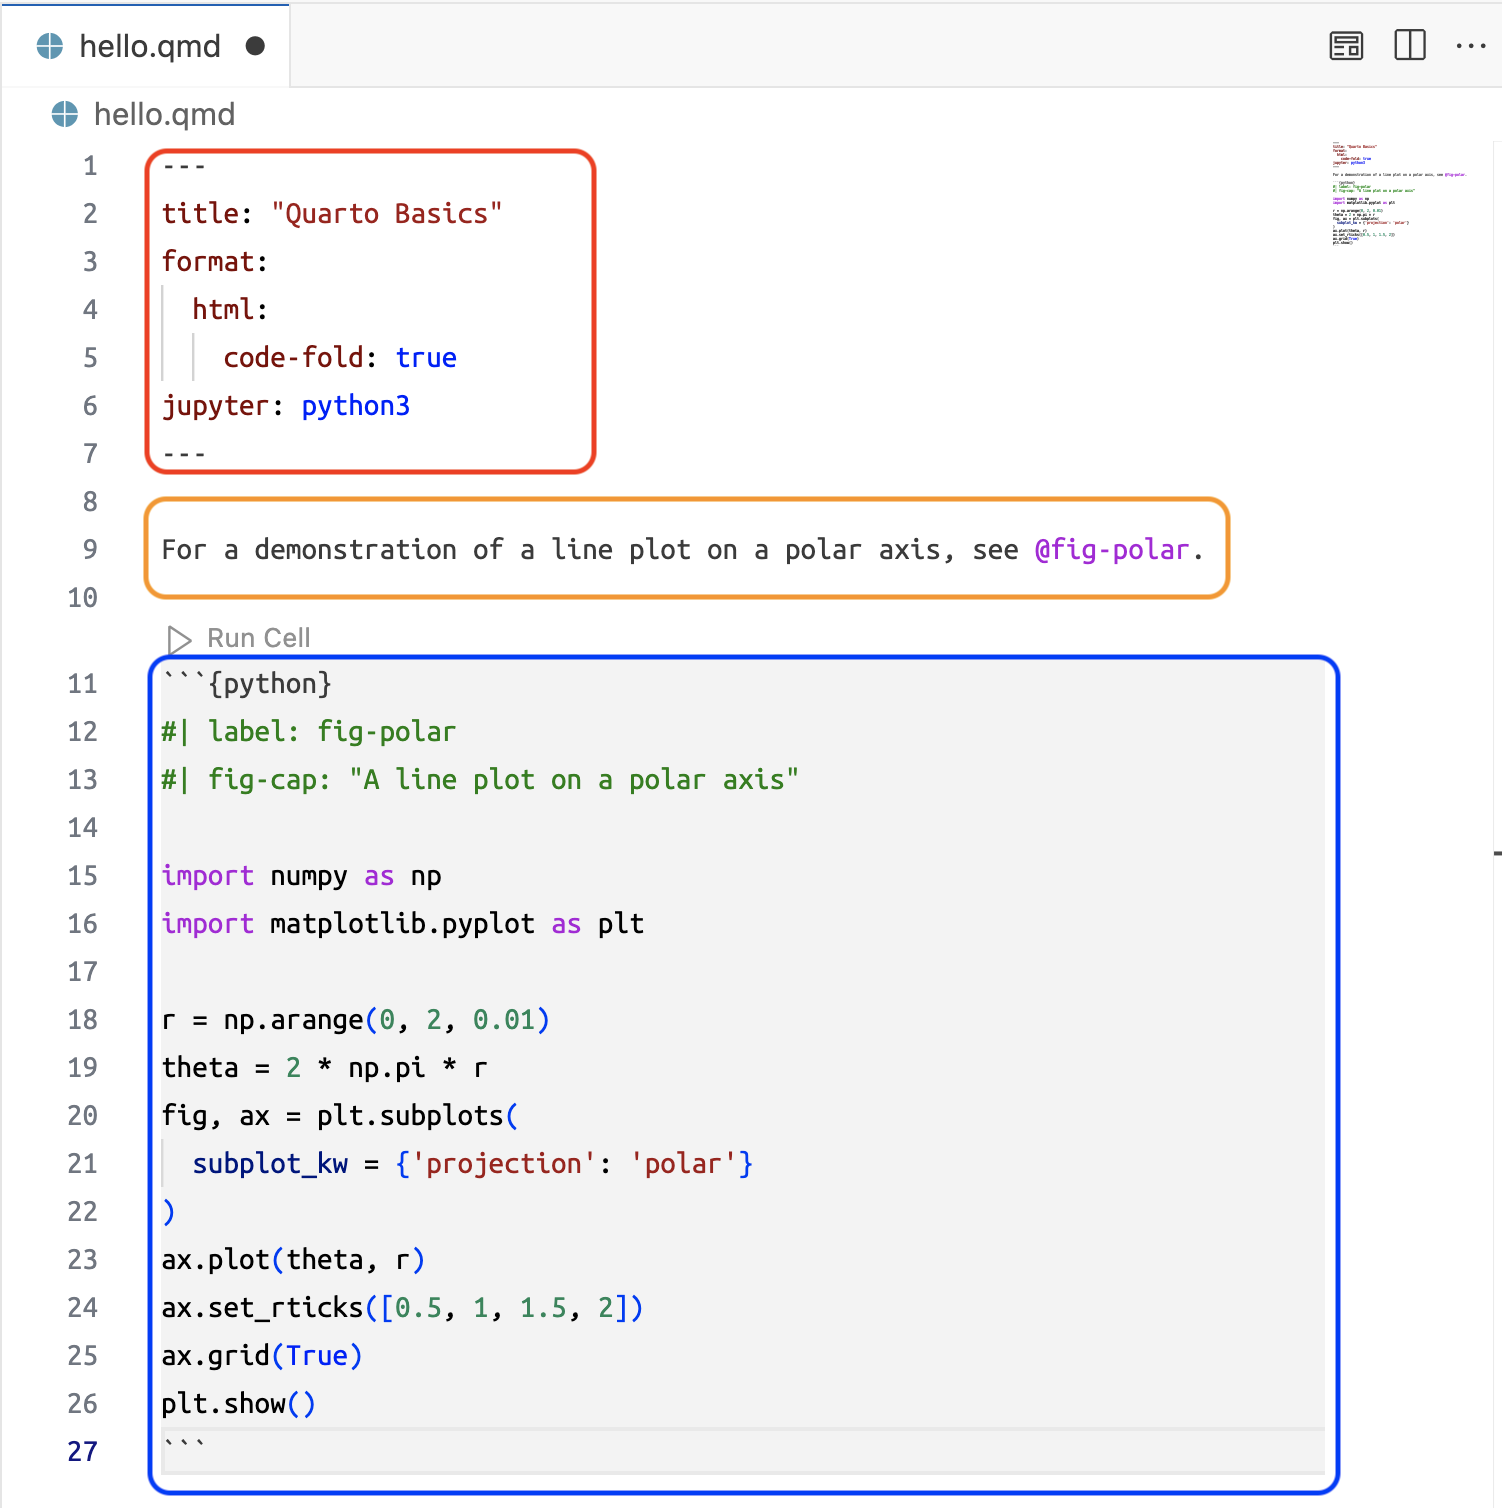 hello.qmd ●
hello.qmd
1 ---
2 title: "Quarto Basics"
3 format:
4   html:
5     code-fold: true
6 jupyter: python3
7 ---
8
9 For a demonstration of a line plot on a polar axis, see @fig-polar.
10
Run Cell
11 ```{python}
12 #| label: fig-polar
13 #| fig-cap: "A line plot on a polar axis"
14
15 import numpy as np
16 import matplotlib.pyplot as plt
17
18 r = np.arange(0, 2, 0.01)
19 theta = 2 * np.pi * r
20 fig, ax = plt.subplots(
21   subplot_kw = {'projection': 'polar'}
22 )
23 ax.plot(theta, r)
24 ax.set_rticks([0.5, 1, 1.5, 2])
25 ax.grid(True)
26 plt.show()
27 ```